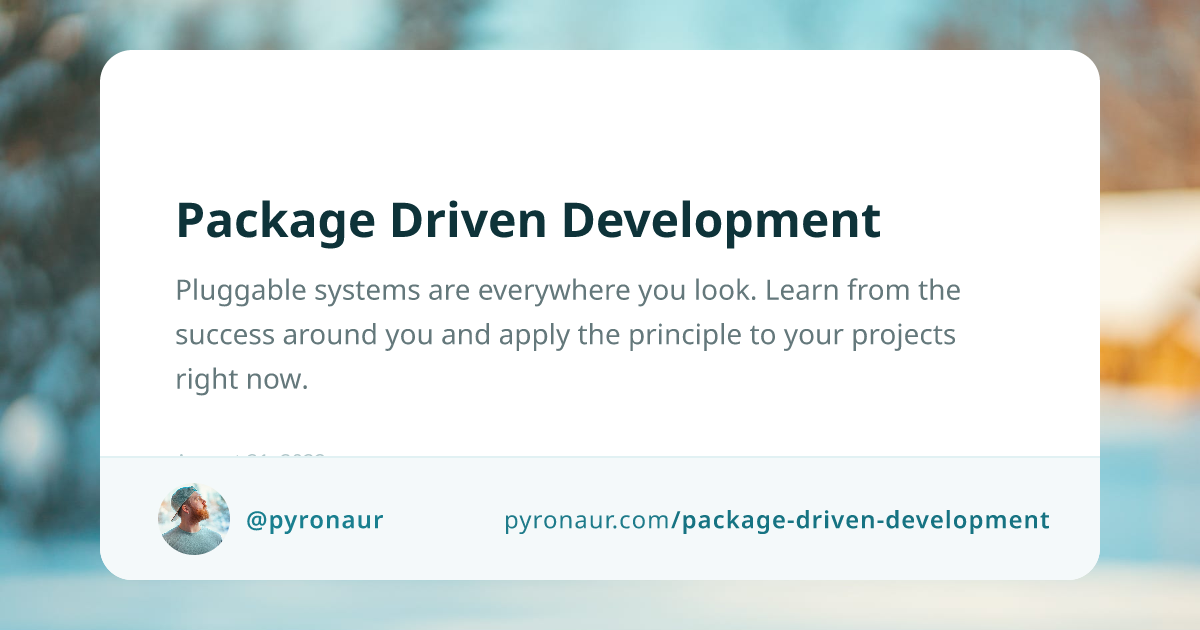 Package Driven Development
Pluggable systems are everywhere you look. Learn from the
success around you and apply the principle to your projects
right now.
@pyronaur
pyronaur.com/package-driven-development